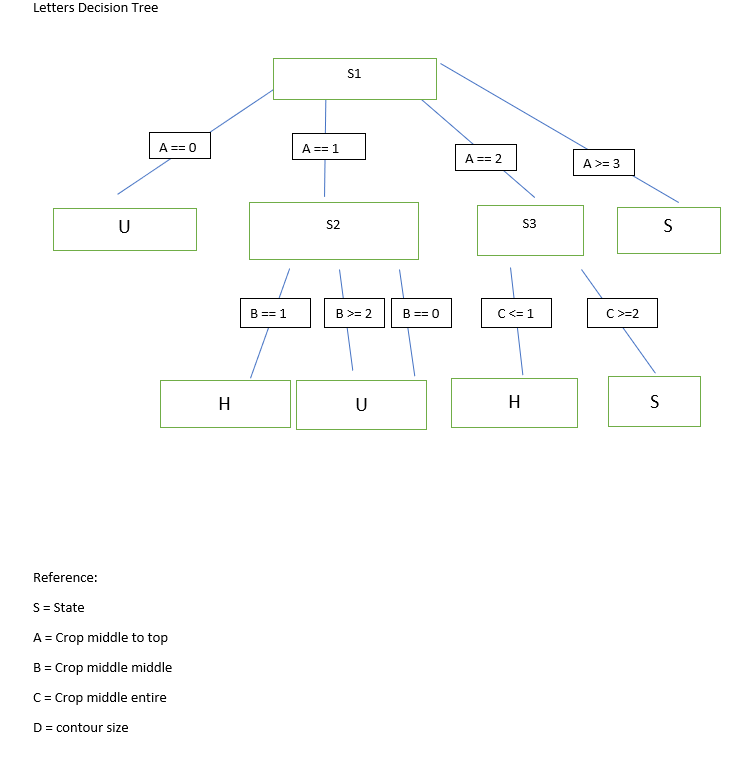 Letters Decision Tree
S1
A == 0
A == 1
A == 2
A >= 3
U
S2
S3
S
B == 1
B >= 2
B == 0
C <= 1
C >=2
H
U
H
S
Reference:
S = State
A = Crop middle to top
B = Crop middle middle
C = Crop middle entire
D = contour size